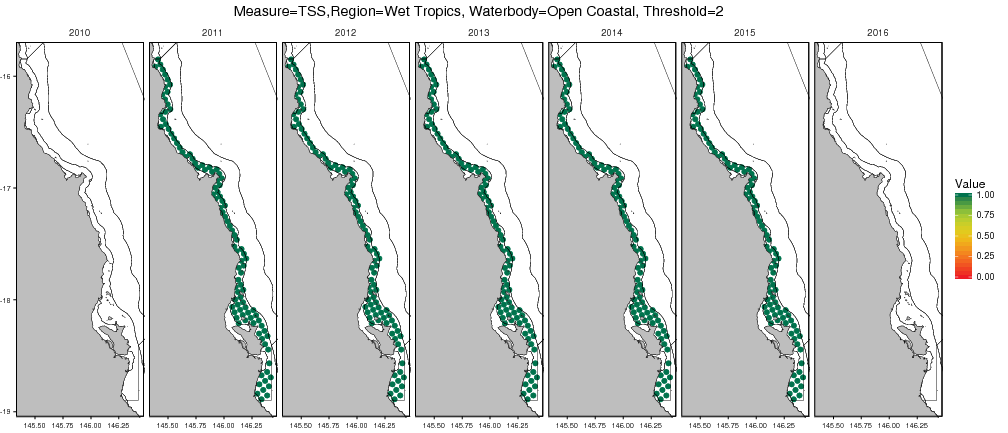 Measure=TSS,Region=Wet Tropics, Waterbody=Open Coastal, Threshold=2
2010 2011 2012 2013 2014 2015 2016
-16
-17
-18
-19
Value
1.00
0.75
0.50
0.25
0.00
145.50 145.75 146.00 146.25 145.50 145.75 146.00 146.25 145.50 145.75 146.00 146.25 145.50 145.75 146.00 146.25 145.50 145.75 146.00 146.25 145.50 145.75 146.00 146.25 145.50 145.75 146.00 146.25